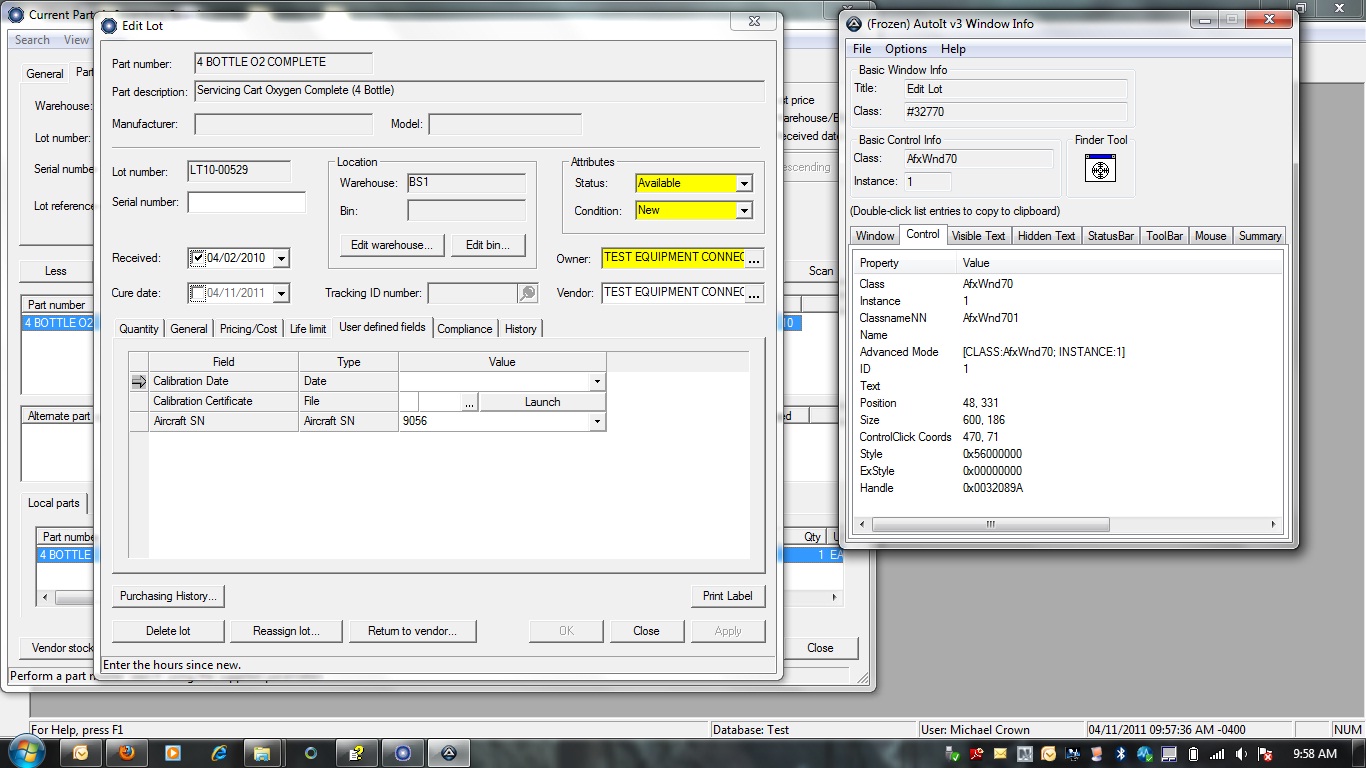 Current Parts
Search View
General Part
Warehouse:
Lot number:
Serial number
Lot reference
Less
Part number
4 BOTTLE O2
Alternate part
Local parts
Part numbe
4 BOTTLE
Vendor stock
Perform a part
Edit Lot
Part number: 4 BOTTLE O2 COMPLETE
Part description: Servicing Cart Oxygen Complete (4 Bottle)
Manufacturer: Model:
Lot number: LT10-00529
Serial number:
Location
Warehouse: BS1
Bin:
Edit warehouse... Edit bin...
Attributes
Status: Available
Condition: New
Received: 04/02/2010
Owner: TEST EQUIPMENT CONNEC ...
Cure date: 04/11/2011 Tracking ID number: Vendor: TEST EQUIPMENT CONNEC ...
Quantity General Pricing/Cost Life limit User defined fields Compliance History
Field Type Value
Calibration Date Date
Calibration Certificate File ... Launch
Aircraft SN Aircraft SN 9056
Purchasing History... Print Label
Delete lot Reassign lot... Return to vendor... OK Close Apply
Enter the hours since new.
t price
arehouse/B
eceived date
escending
Scan
10
ed
Qty U
1 EA
Close
(Frozen) AutoIt v3 Window Info
File Options Help
Basic Window Info
Title: Edit Lot
Class: #32770
Basic Control Info
Class: AfxWnd70
Instance: 1
Finder Tool
(Double-click list entries to copy to clipboard)
Window Control Visible Text Hidden Text StatusBar ToolBar Mouse Summary
Property Value
Class AfxWnd70
Instance 1
ClassnameNN AfxWnd701
Name
Advanced Mode [CLASS:AfxWnd70; INSTANCE:1]
ID 1
Text
Position 48, 331
Size 600, 186
ControlClick Coords 470, 71
Style 0x56000000
ExStyle 0x00000000
Handle 0x0032089A
For Help, press F1 Database: Test User: Michael Crown 04/11/2011 09:57:36 AM -0400 NUM
9:58 AM